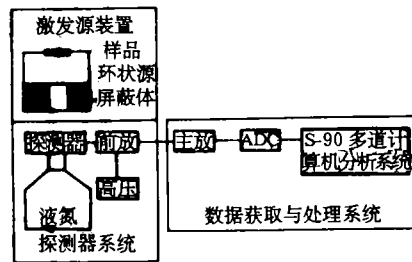 激发源装置
样品
环状源
屏蔽体
探测器
前放
主放
ADC
S-90 多道计
算机分析系统
高压
液氮
探测器系统
数据获取与处理系统